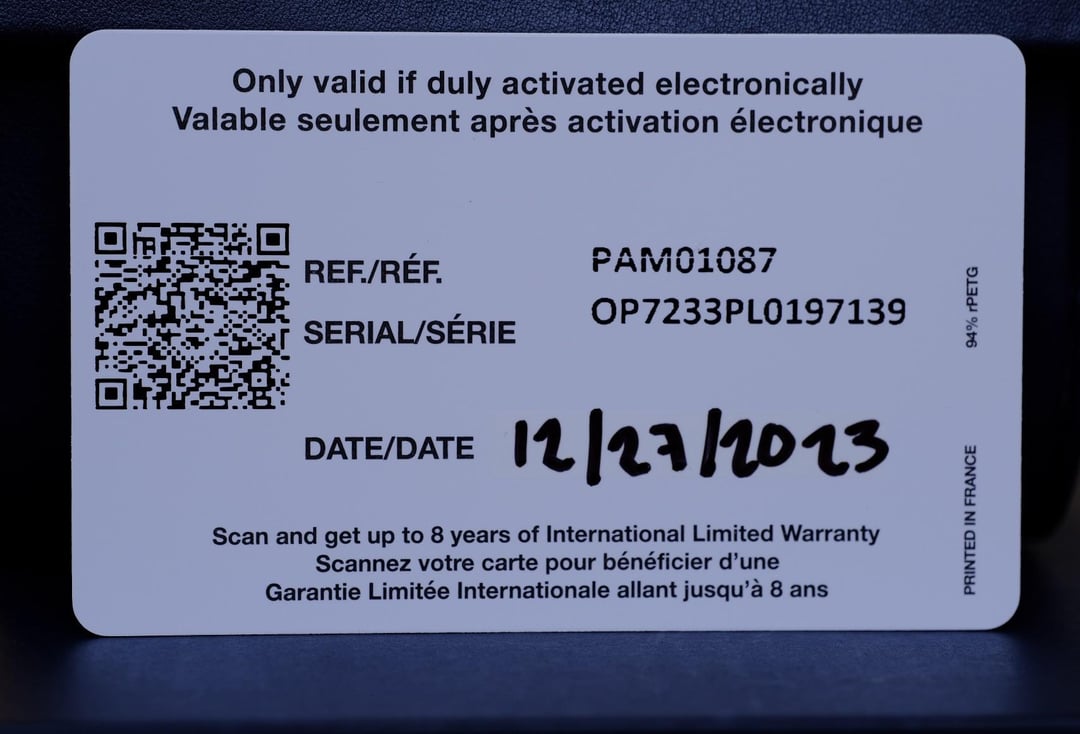 Only valid if duly activated electronically
Valable seulement après activation électronique
REF./RÉF. PAM01087
SERIAL/SÉRIE OP7233PL0197139
DATE/DATE 12/27/2023
Scan and get up to 8 years of International Limited Warranty
Scannez votre carte pour bénéficier d'une
Garantie Limitée Internationale allant jusqu'à 8 ans
94% rPETG
PRINTED IN FRANCE